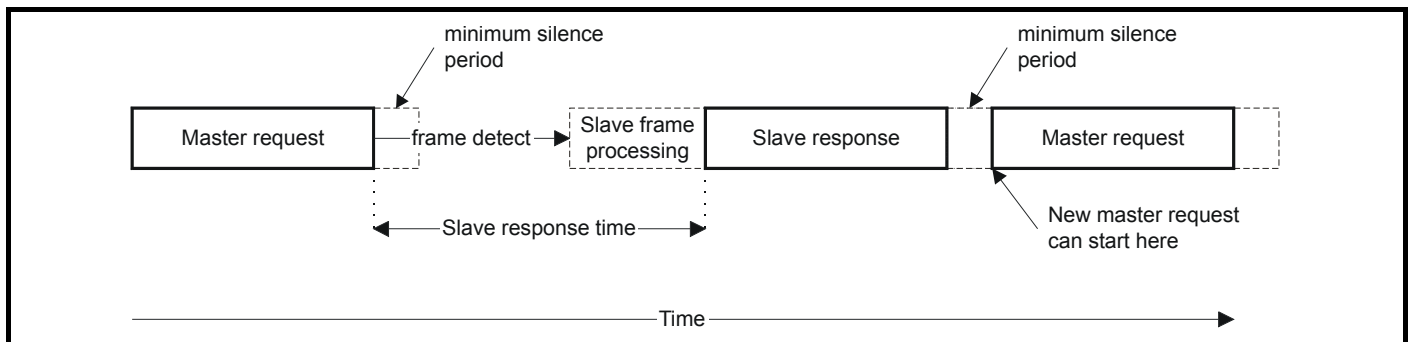 minimum silence
period
minimum silence
period
Master request
frame detect
Slave frame
processing
Slave response
Master request
Slave response time
New master request
can start here
Time